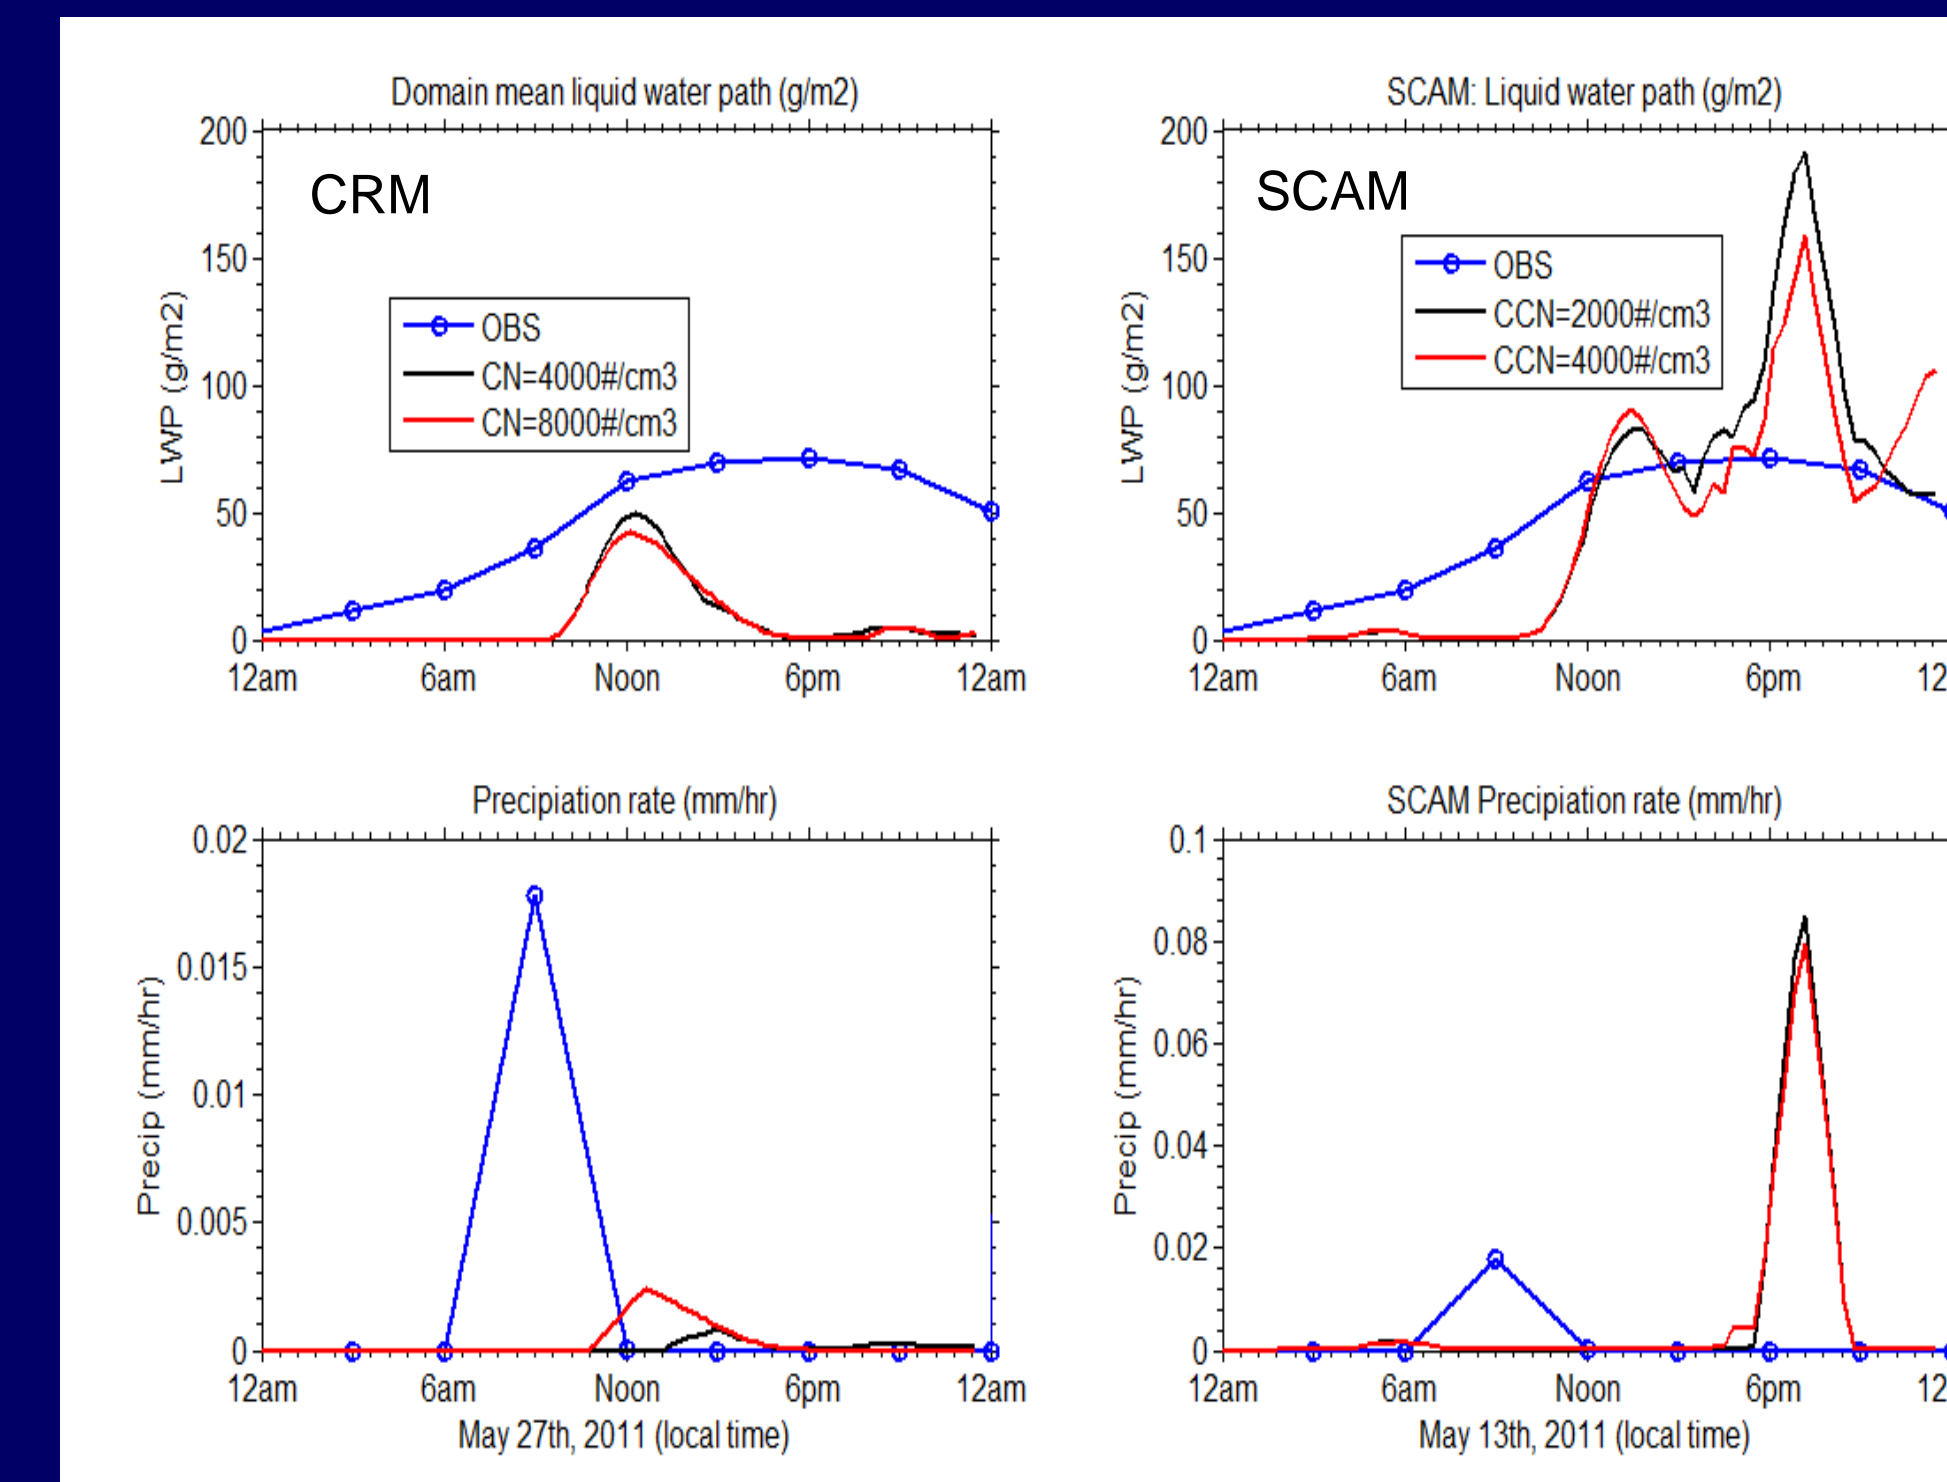 Domain mean liquid water path (g/m2)
200
150
100
50
0
LWP (g/m2)
CRM
OBS
CN=4000#/cm3
CN=8000#/cm3
12am 6am Noon 6pm 12am
SCAM: Liquid water path (g/m2)
200
150
100
50
0
LWP (g/m2)
SCAM
OBS
CCN=2000#/cm3
CCN=4000#/cm3
12am 6am Noon 6pm 12
Precipiation rate (mm/hr)
0.02
0.015
0.01
0.005
0
Precip (mm/hr)
12am 6am Noon 6pm 12am
May 27th, 2011 (local time)
SCAM Precipiation rate (mm/hr)
0.1
0.08
0.06
0.04
0.02
0
Precip (mm/hr)
12am 6am Noon 6pm 12
May 13th, 2011 (local time)